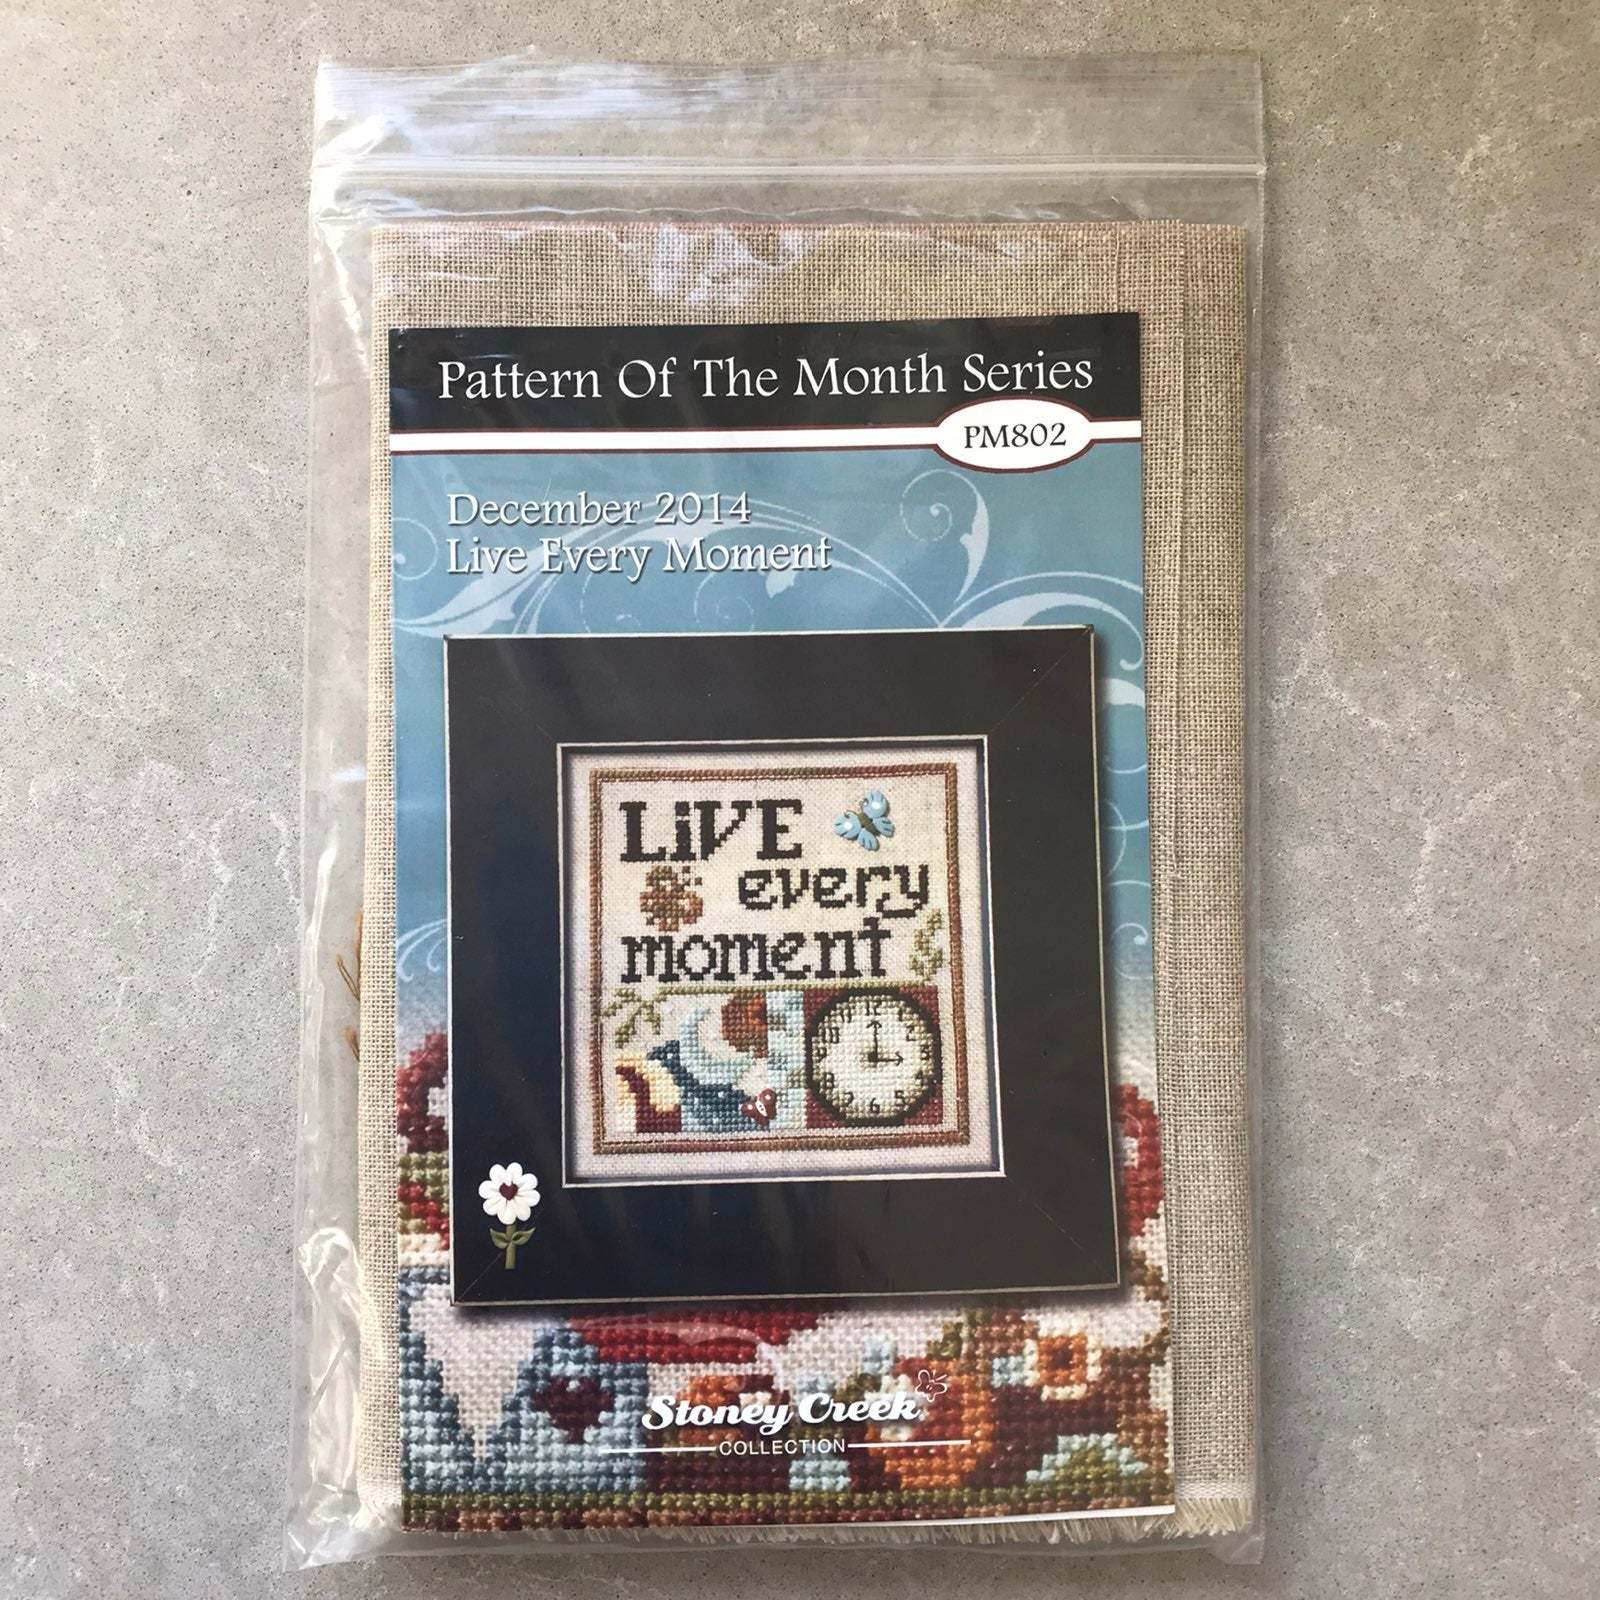 Pattern Of The Month Series
PM802
December 2014
Live Every Moment
LiVE
every
moment
12
3
6
5
Stoney Creek
COLLECTION